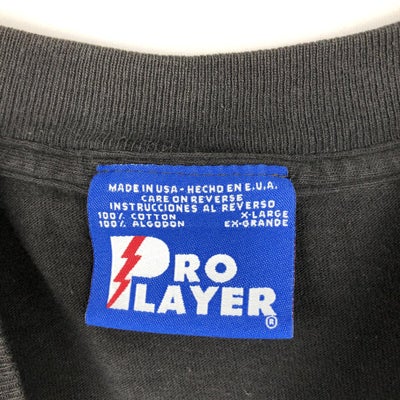 MADE IN USA - HECHO EN E.U.A.
CARE ON REVERSE
INSTRUCCIONES AL REVERSO
100% COTTON X-LARGE
100% ALGODON EX-GRANDE
PRO
PLAYER
®